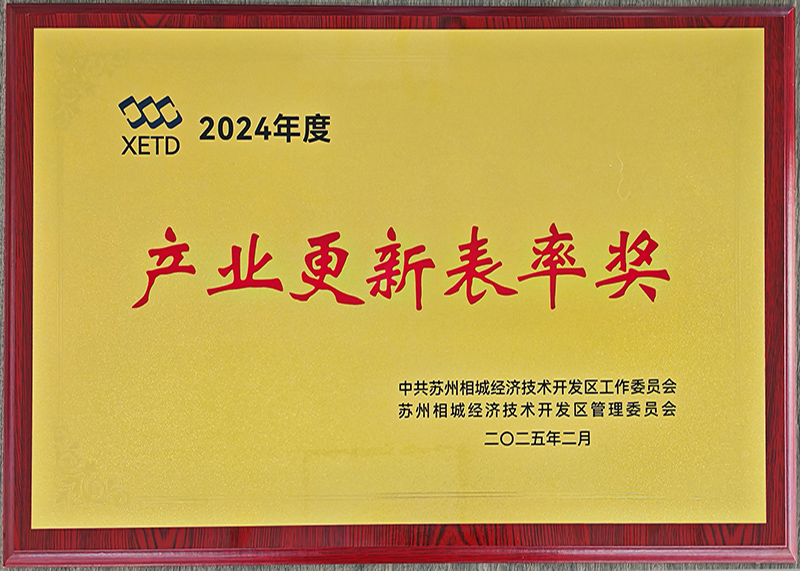 XETD
2024年度
产业更新表率奖
中共苏州相城经济技术开发区工作委员会
苏州相城经济技术开发区管理委员会
二〇二五年二月